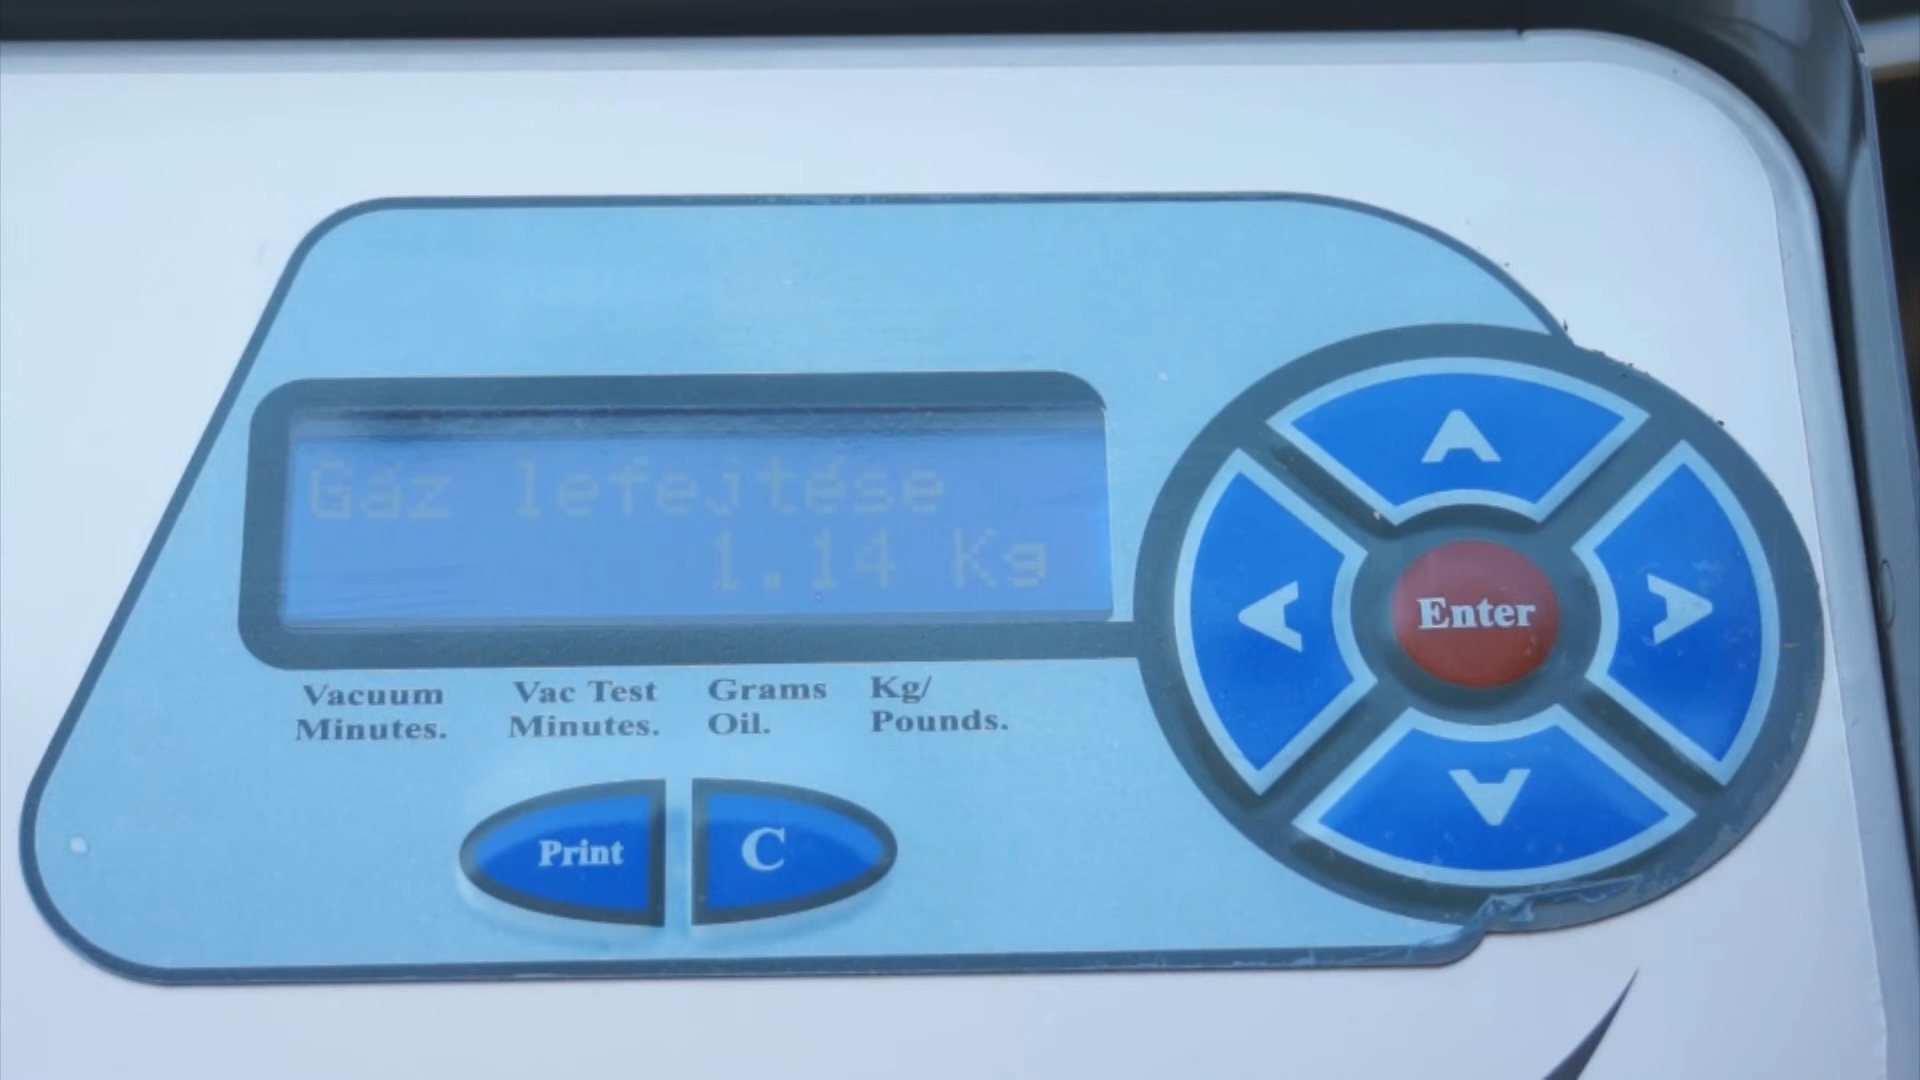 Gáz lefejtése
1.14 Kg
Vacuum Minutes.
Vac Test Minutes.
Grams Oil.
Kg/ Pounds.
Print
C
Enter